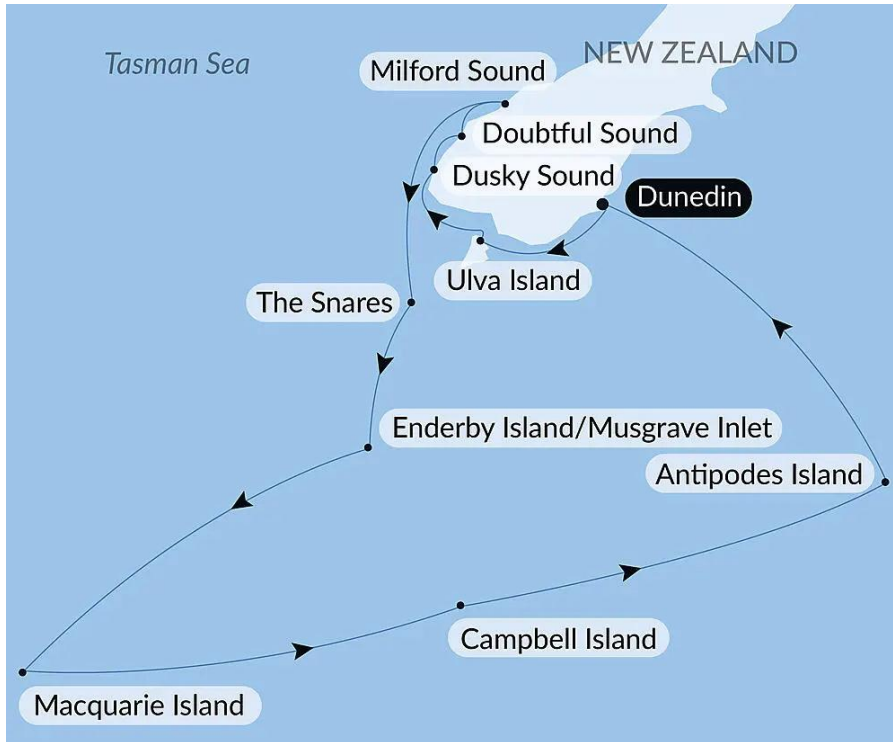 Tasman Sea
NEW ZEALAND
Milford Sound
Doubtful Sound
Dusky Sound
Dunedin
Ulva Island
The Snares
Enderby Island/Musgrave Inlet
Antipodes Island
Campbell Island
Macquarie Island